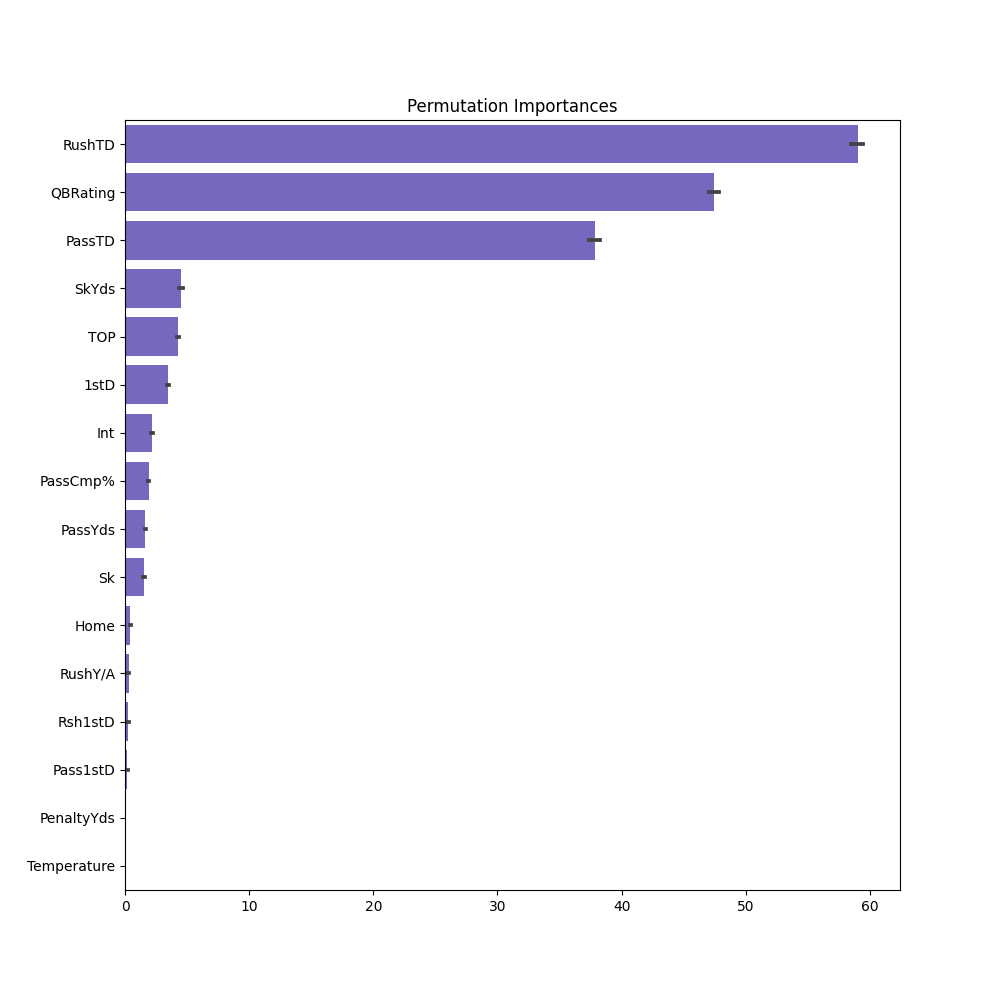 Permutation Importances
RushTD
QBRating
PassTD
SkYds
TOP
1stD
Int
PassCmp%
PassYds
Sk
Home
RushY/A
Rsh1stD
Pass1stD
PenaltyYds
Temperature
0 10 20 30 40 50 60